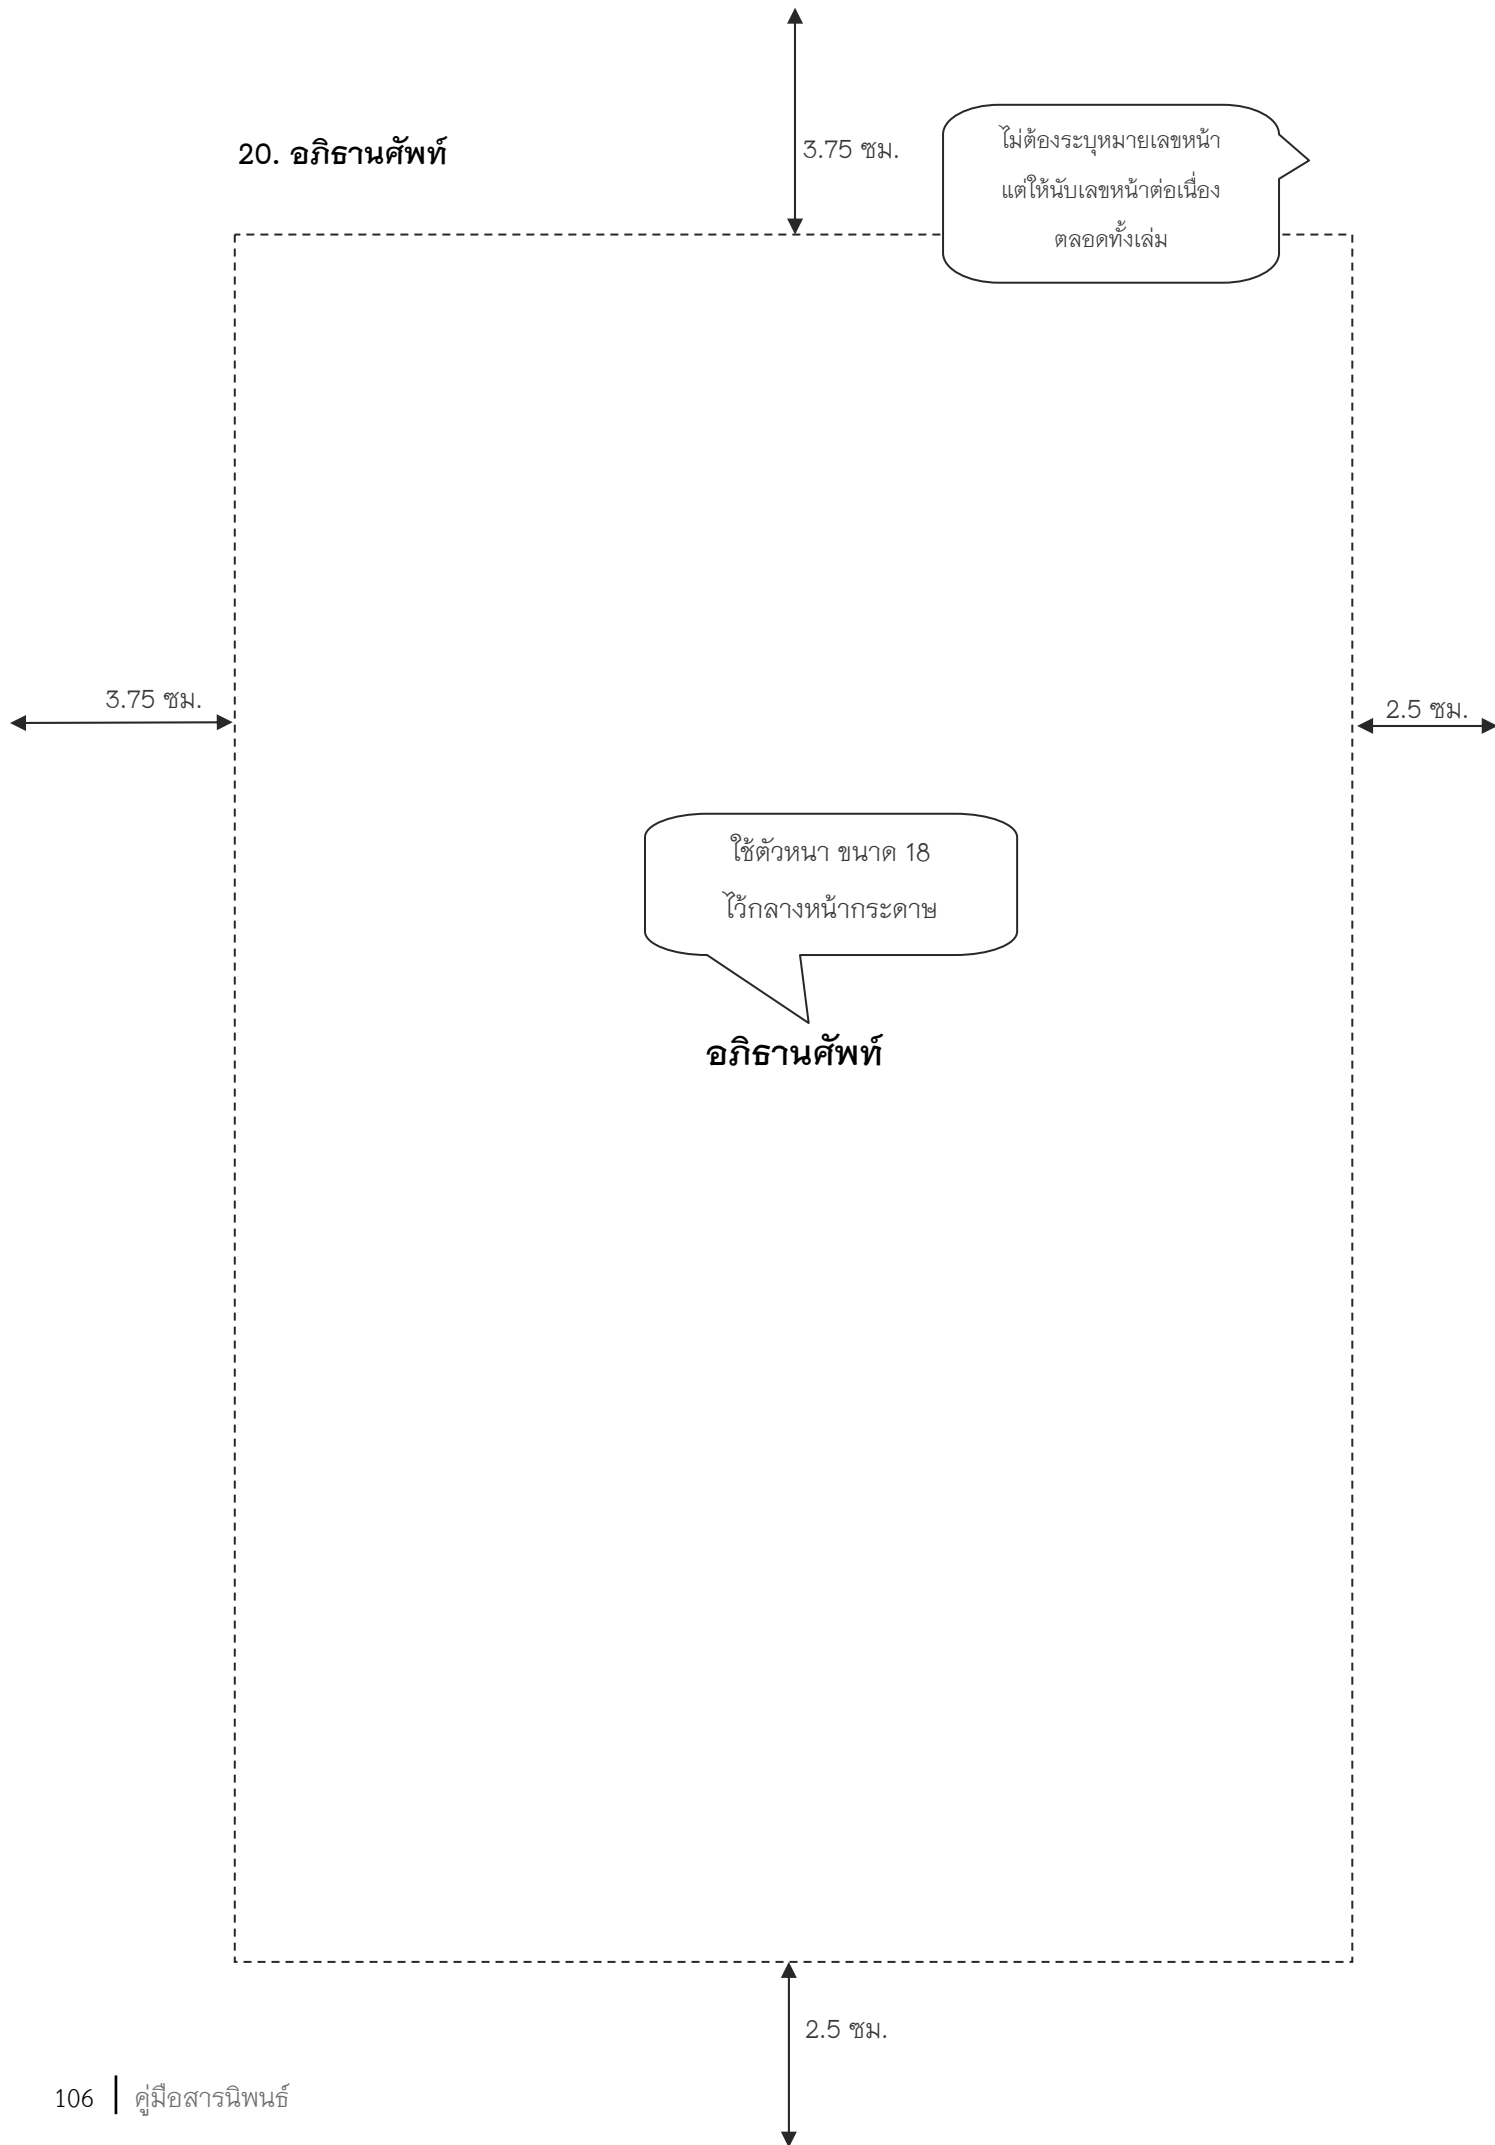 20. อภิธานศัพท์
3.75 ซม.
ไม่ต้องระบุหมายเลขหน้า
แต่ให้นับเลขหน้าต่อเนื่อง
ตลอดทั้งเล่ม
3.75 ซม.
2.5 ซม.
ใช้ตัวหนา ขนาด 18
ไว้กลางหน้ากระดาษ
อภิธานศัพท์
2.5 ซม.
106 คู่มือสารนิพนธ์